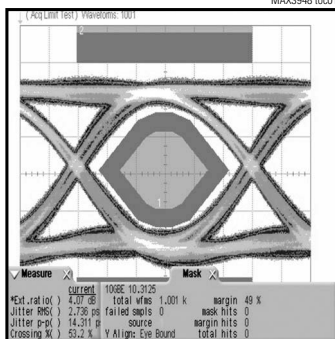 MAX3948 toc01
( Acq Limit Test ) Waveforms: 1001
2
1
Measure
Mask
current
*Ext.ratio( ) 4.07 dB
Jitter RMS( ) 2.736 ps
Jitter p-p( ) 14.311 p
Crossing %( ) 53.2 %
10GBE 10.3125
total wfms 1.001 k margin 49 %
failed smpls 0 mask hits 0
source margin hits 0
Y Align: Eye Bound total hits 0